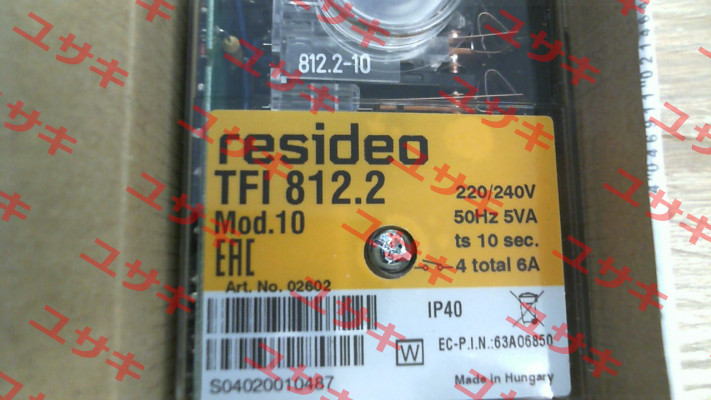 812.2-10
resideo
TFI 812.2
Mod.10
220/240V
50Hz 5VA
ts 10 sec.
4 total 6A
EAC
Art. No. 02602
IP40
W
EC-P.I.N.:63A06850
S04020010487
Made in Hungary
ユサキ